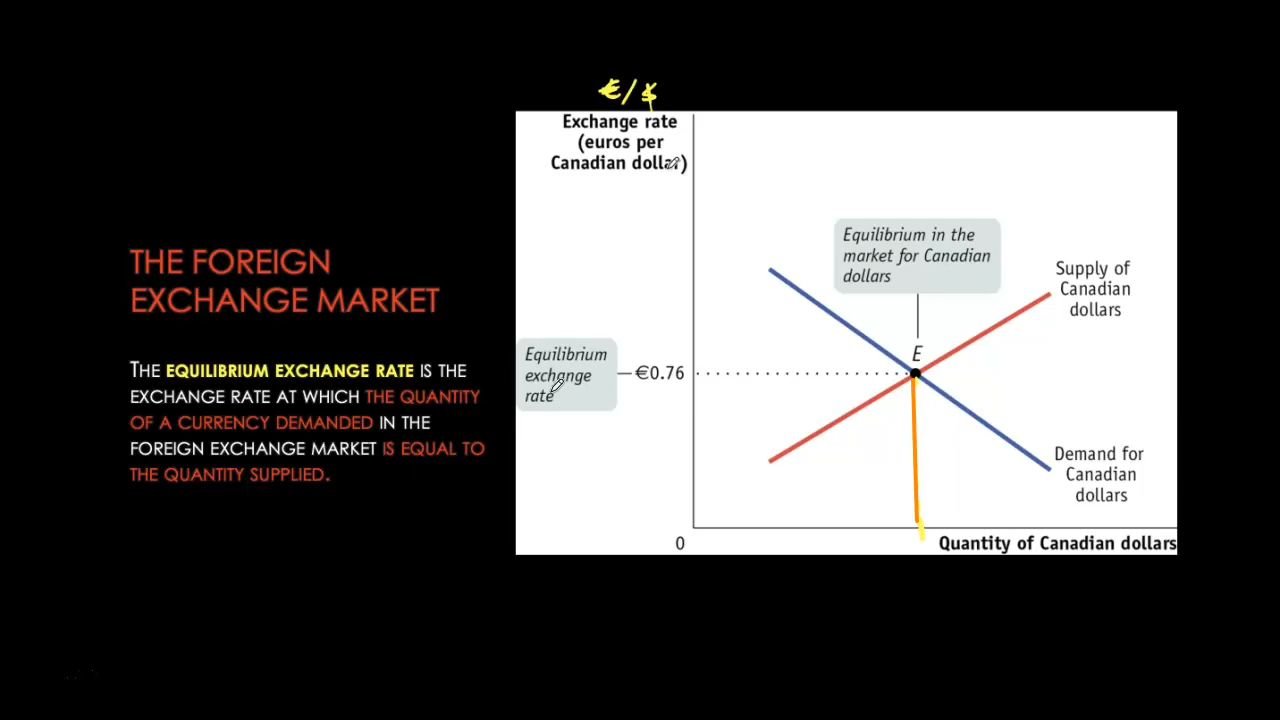 THE FOREIGN
EXCHANGE MARKET
THE EQUILIBRIUM EXCHANGE RATE IS THE
EXCHANGE RATE AT WHICH THE QUANTITY
OF A CURRENCY DEMANDED IN THE
FOREIGN EXCHANGE MARKET IS EQUAL TO
THE QUANTITY SUPPLIED.
€/$
Exchange rate
(euros per
Canadian dollar)
Equilibrium in the
market for Canadian
dollars
Supply of
Canadian
dollars
E
Equilibrium
exchange
rate
€0.76
Demand for
Canadian
dollars
0
Quantity of Canadian dollars